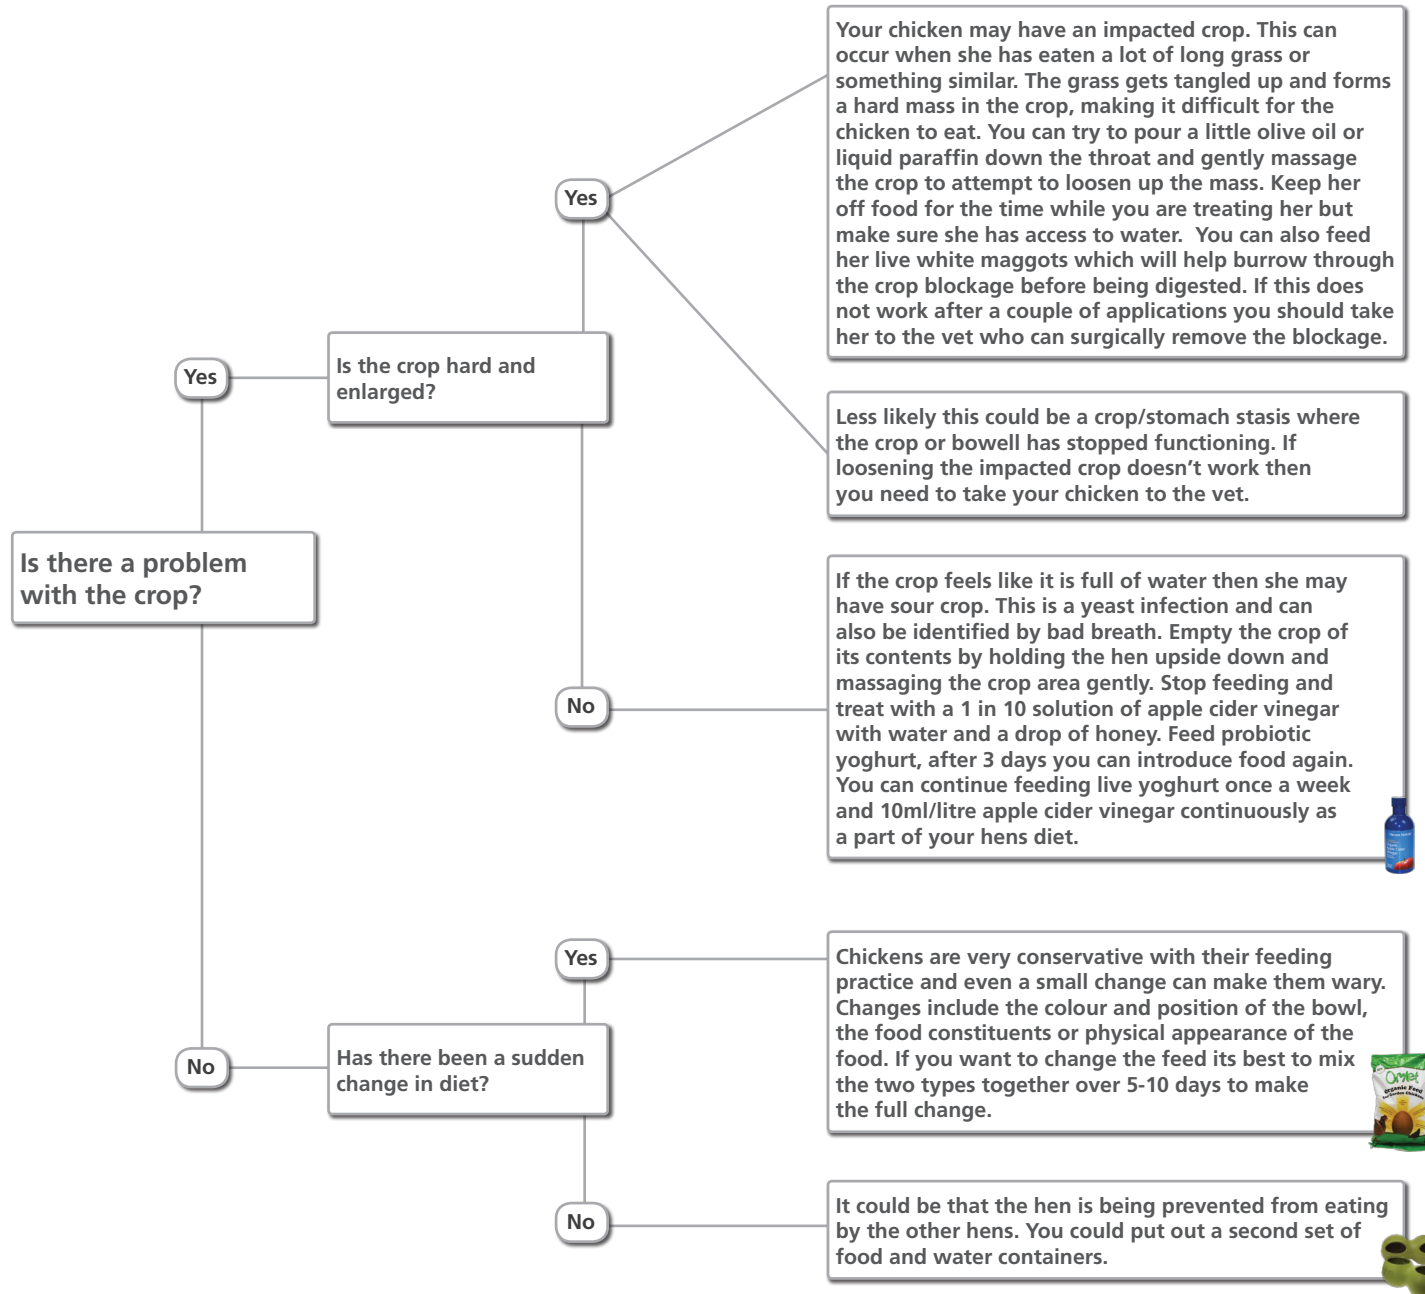 Your chicken may have an impacted crop. This can
occur when she has eaten a lot of long grass or
something similar. The grass gets tangled up and forms
a hard mass in the crop, making it difficult for the
chicken to eat. You can try to pour a little olive oil or
liquid paraffin down the throat and gently massage
the crop to attempt to loosen up the mass. Keep her
off food for the time while you are treating her but
make sure she has access to water.  You can also feed
her live white maggots which will help burrow through
the crop blockage before being digested. If this does
not work after a couple of applications you should take
her to the vet who can surgically remove the blockage.
Yes
Is the crop hard and
enlarged?
Yes
Less likely this could be a crop/stomach stasis where
the crop or bowell has stopped functioning. If
loosening the impacted crop doesn't work then
you need to take your chicken to the vet.
Is there a problem
with the crop?
If the crop feels like it is full of water then she may
have sour crop. This is a yeast infection and can
also be identified by bad breath. Empty the crop of
its contents by holding the hen upside down and
massaging the crop area gently. Stop feeding and
treat with a 1 in 10 solution of apple cider vinegar
with water and a drop of honey. Feed probiotic
yoghurt, after 3 days you can introduce food again.
You can continue feeding live yoghurt once a week
and 10ml/litre apple cider vinegar continuously as
a part of your hens diet.
No
Yes
Chickens are very conservative with their feeding
practice and even a small change can make them wary.
Changes include the colour and position of the bowl,
the food constituents or physical appearance of the
food. If you want to change the feed its best to mix
the two types together over 5-10 days to make
the full change.
No
Has there been a sudden
change in diet?
Omlet
Organic Feed
No
It could be that the hen is being prevented from eating
by the other hens. You could put out a second set of
food and water containers.